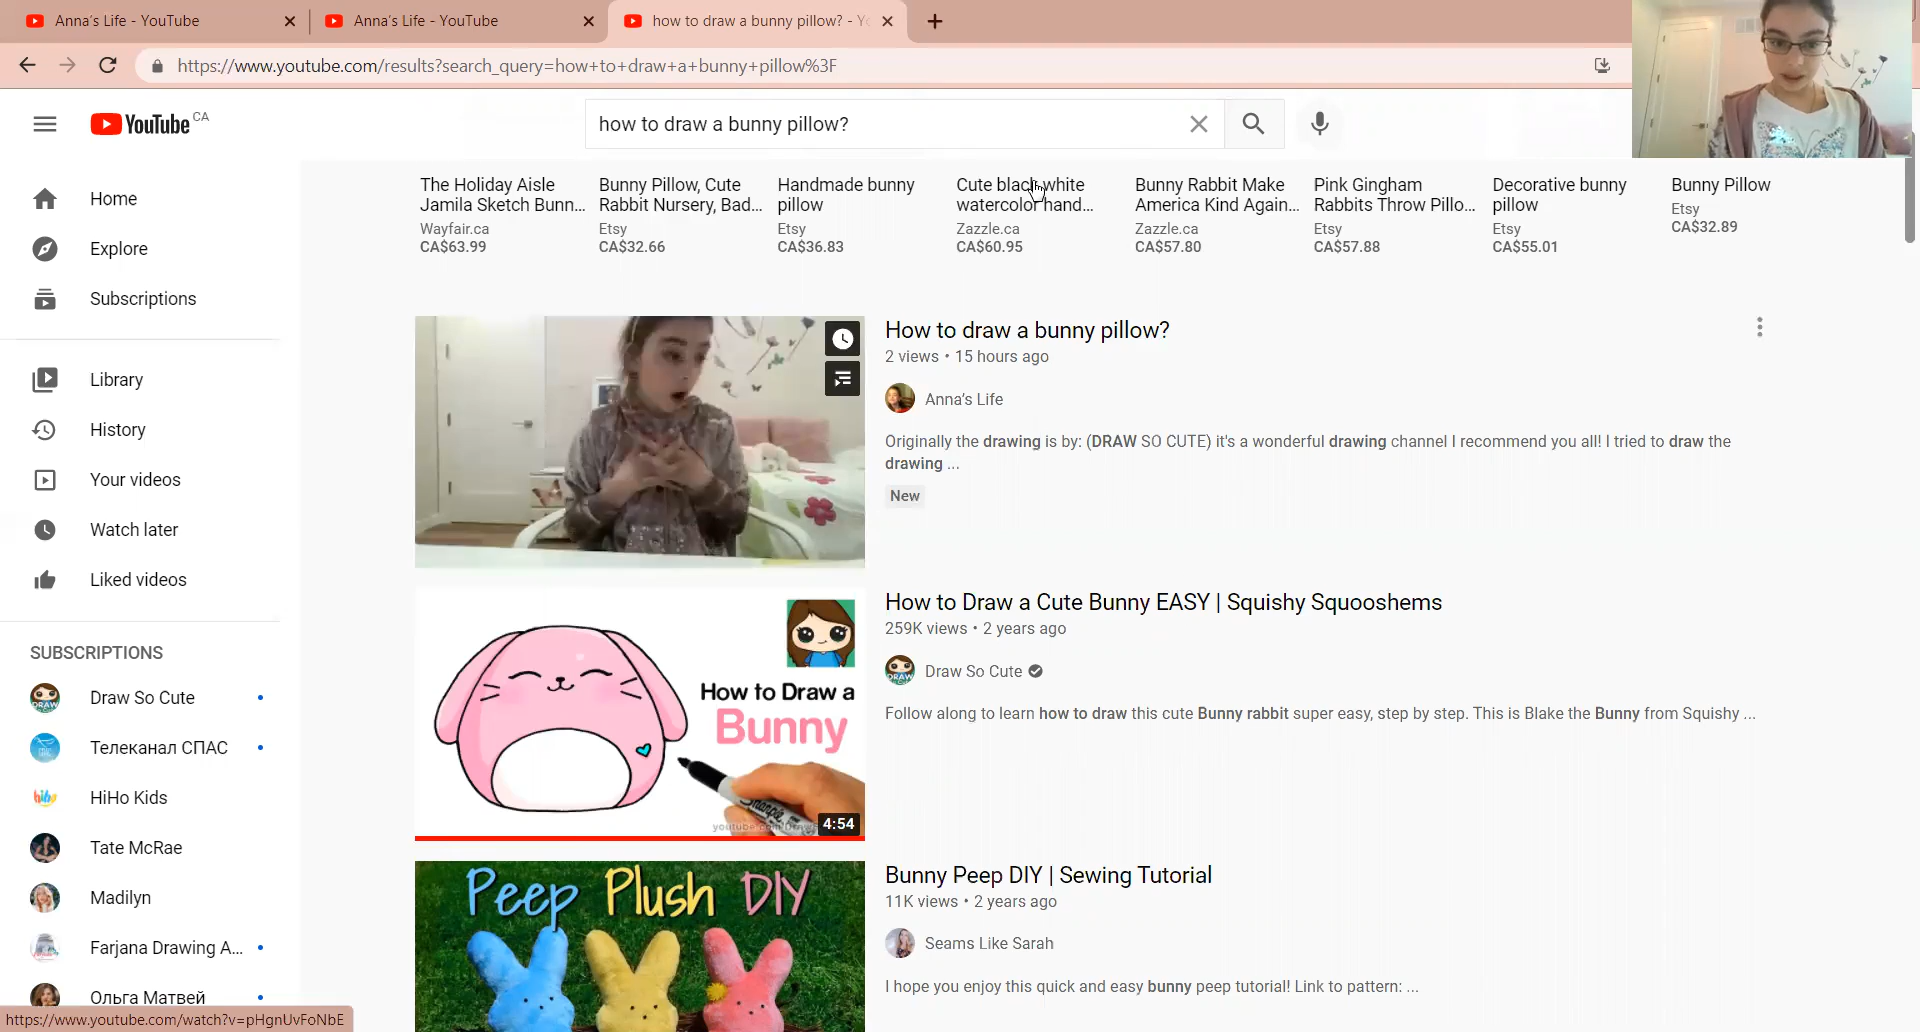 Anna's Life - YouTube
Anna's Life - YouTube
how to draw a bunny pillow? - Yo
https://www.youtube.com/results?search_query=how+to+draw+a+bunny+pillow%3F
YouTube CA
how to draw a bunny pillow?
Home
Explore
Subscriptions
Library
History
Your videos
Watch later
Liked videos
SUBSCRIPTIONS
Draw So Cute
Телеканал СПАС
HiHo Kids
Tate McRae
Madilyn
Farjana Drawing A...
Ольга Матвей
https://www.youtube.com/watch?v=pHgnUvFoNbE
The Holiday Aisle
Jamila Sketch Bunn...
Wayfair.ca
CA$63.99
Bunny Pillow, Cute
Rabbit Nursery, Bad...
Etsy
CA$32.66
Handmade bunny
pillow
Etsy
CA$36.83
Cute black white
watercolor hand...
Zazzle.ca
CA$60.95
Bunny Rabbit Make
America Kind Again...
Zazzle.ca
CA$57.80
Pink Gingham
Rabbits Throw Pillo...
Etsy
CA$57.88
Decorative bunny
pillow
Etsy
CA$55.01
Bunny Pillow
Etsy
CA$32.89
How to draw a bunny pillow?
2 views • 15 hours ago
Anna's Life
Originally the drawing is by: (DRAW SO CUTE) it's a wonderful drawing channel I recommend you all! I tried to draw the
drawing ...
New
How to Draw a
Bunny
Sharpie
4:54
How to Draw a Cute Bunny EASY | Squishy Squooshems
259K views • 2 years ago
DRAW
Draw So Cute
Follow along to learn how to draw this cute Bunny rabbit super easy, step by step. This is Blake the Bunny from Squishy ...
Peep Plush DIY
Bunny Peep DIY | Sewing Tutorial
11K views • 2 years ago
Seams Like Sarah
I hope you enjoy this quick and easy bunny peep tutorial! Link to pattern: ...